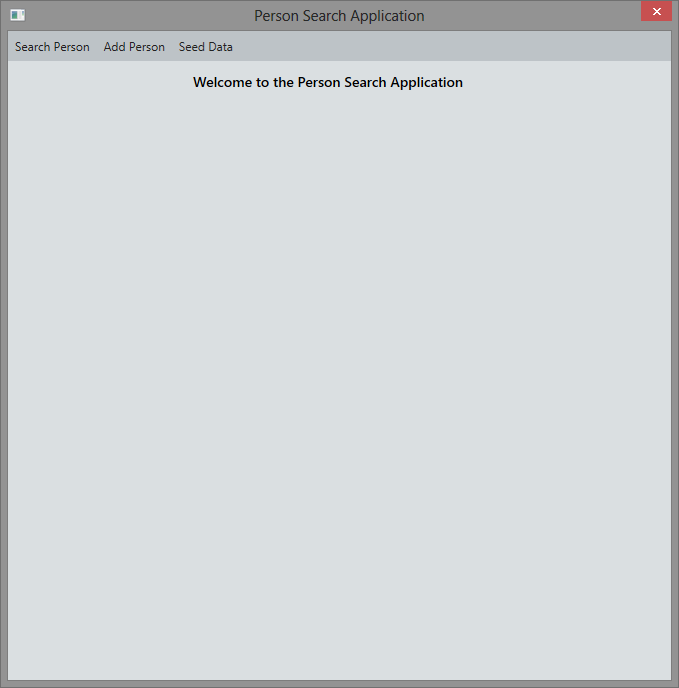 Person Search Application
Search Person Add Person Seed Data
Welcome to the Person Search Application